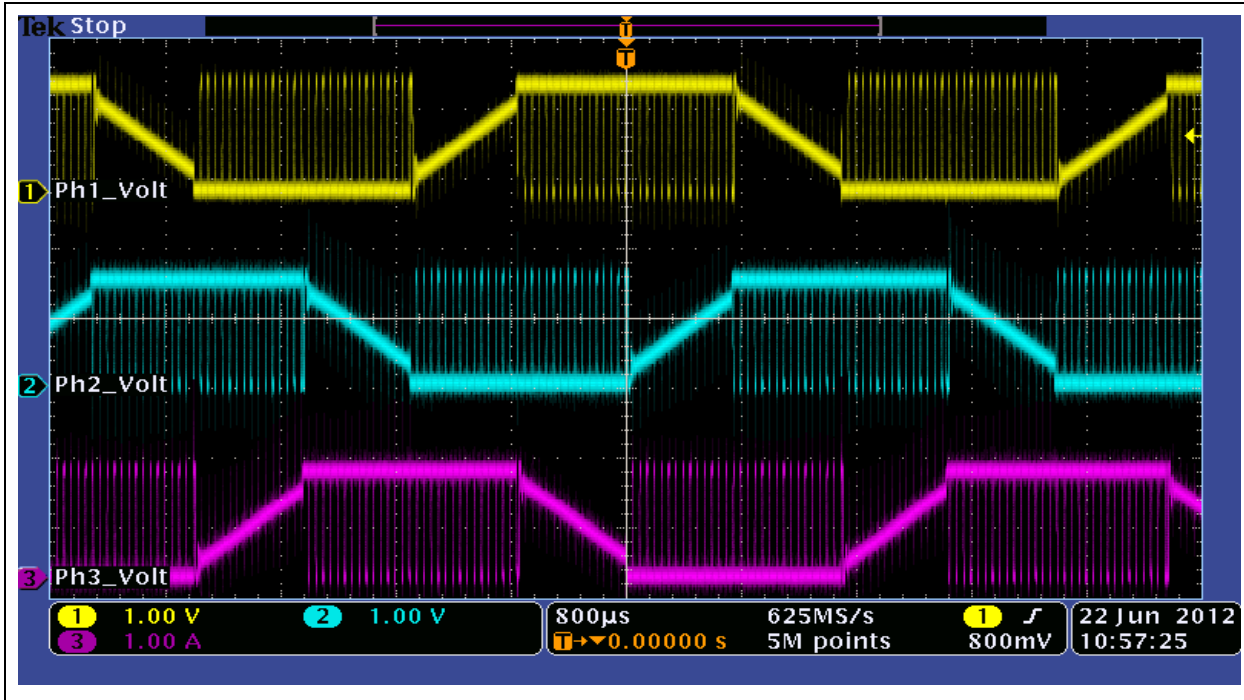 Tek Stop
T
T
1 Ph1_Volt
2 Ph2_Volt
3 Ph3_Volt
1 1.00 V 2 1.00 V
3 1.00 A
800µs 625MS/s 1 22 Jun 2012
T→▼0.00000 s 5M points 800mV 10:57:25